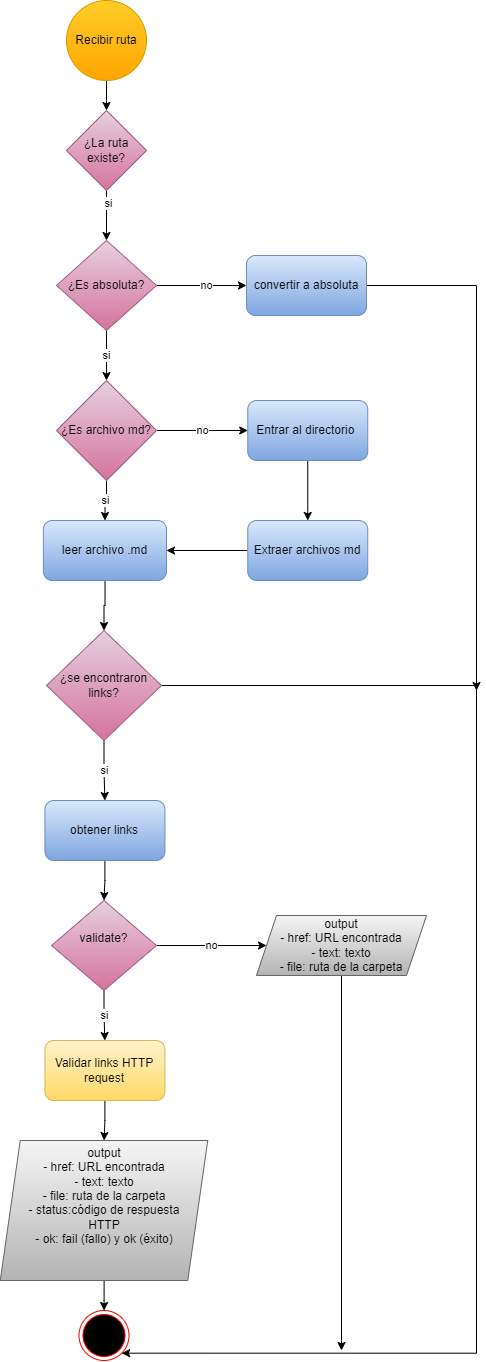 Recibir ruta
¿La ruta
existe?
si
¿Es absoluta?
no
convertir a absoluta
si
¿Es archivo md?
no
Entrar al directorio
si
leer archivo .md
Extraer archivos md
¿se encontraron
links?
si
obtener links
validate?
no
output
- href: URL encontrada
- text: texto
- file: ruta de la carpeta
si
Validar links HTTP
request
output
- href: URL encontrada
- text: texto
- file: ruta de la carpeta
- status:código de respuesta
HTTP
- ok: fail (fallo) y ok (éxito)